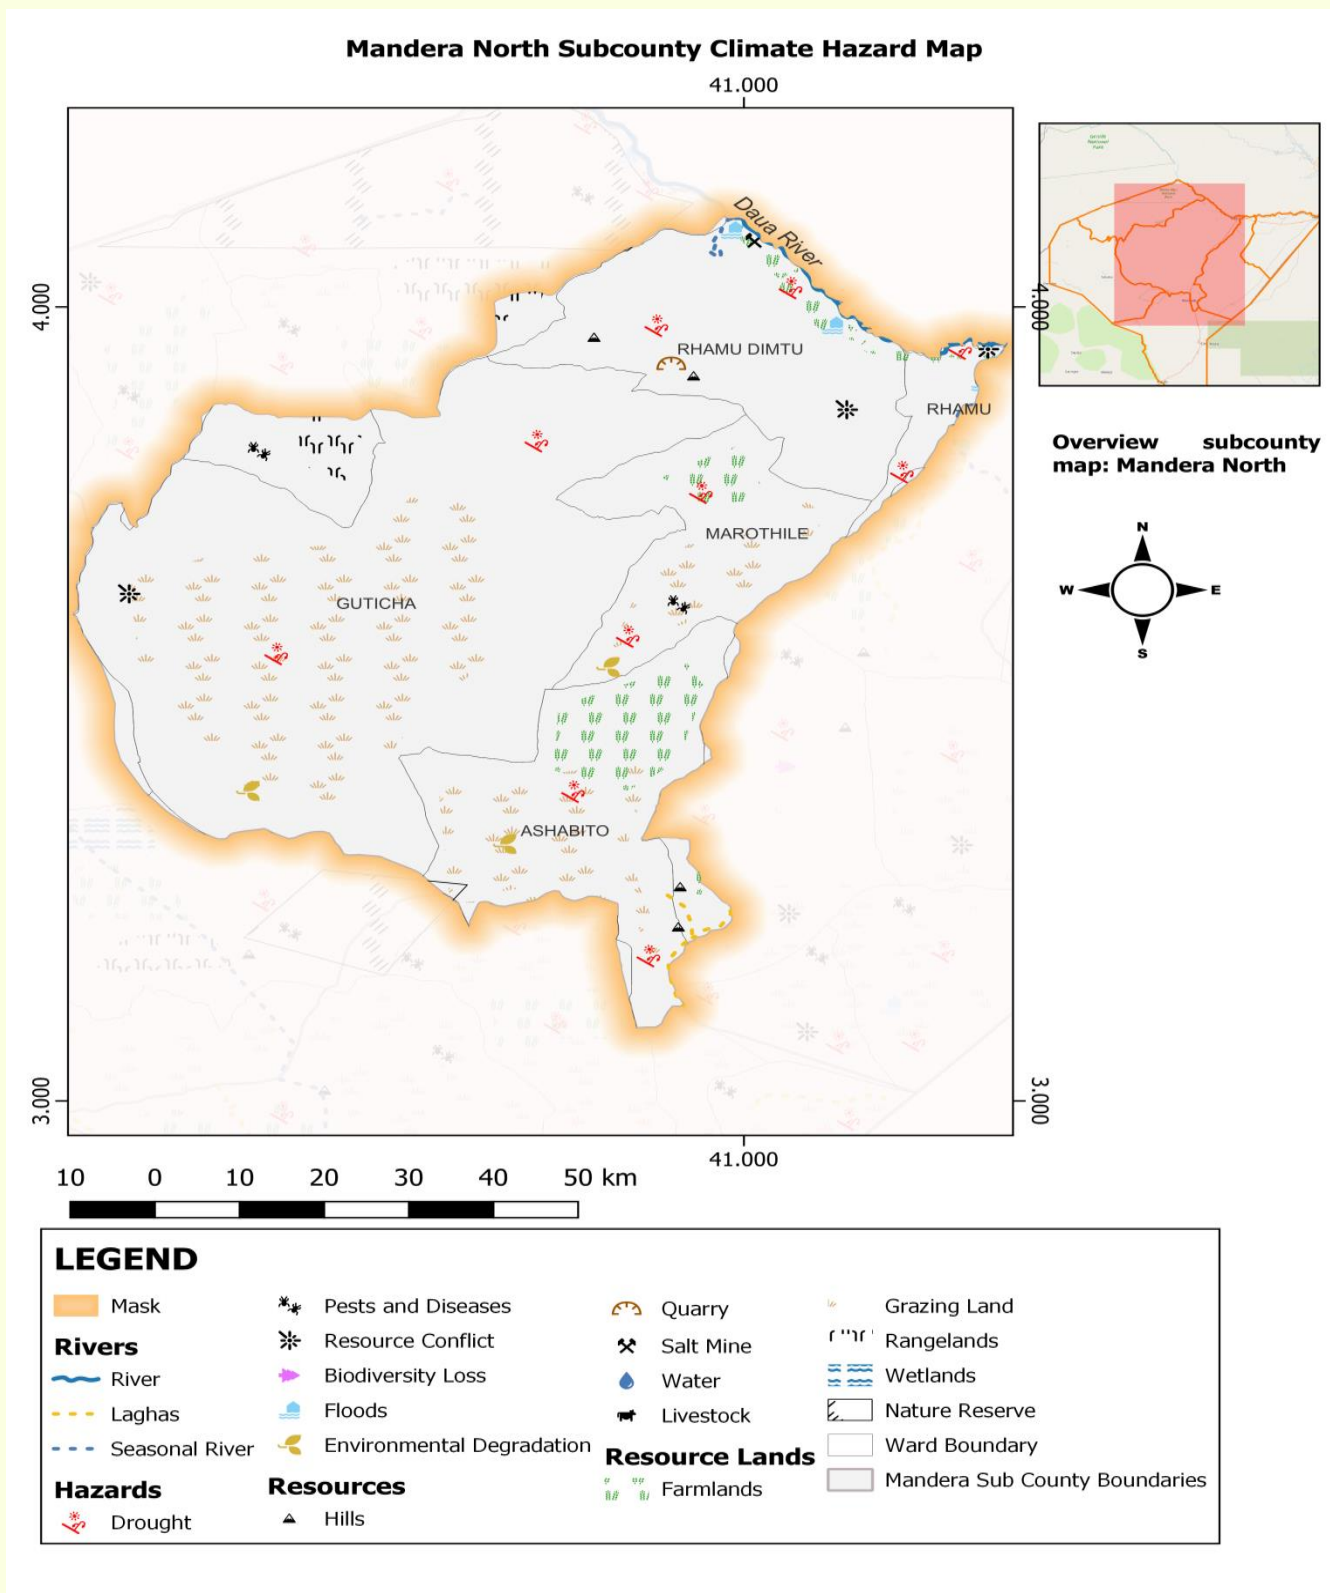 Mandera North Subcounty Climate Hazard Map
41.000
4.000
4.000
Daua River
RHAMU DIMTU
RHAMU
MAROTHILE
GUTICHA
ASHABITO
3.000
3.000
41.000
Overview subcounty
map: Mandera North
N
W E
S
10 0 10 20 30 40 50 km
LEGEND
Mask
Rivers
River
Laghas
Seasonal River
Hazards
Drought
Pests and Diseases
Resource Conflict
Biodiversity Loss
Floods
Environmental Degradation
Resources
Hills
Quarry
Salt Mine
Water
Livestock
Resource Lands
Farmlands
Grazing Land
Rangelands
Wetlands
Nature Reserve
Ward Boundary
Mandera Sub County Boundaries